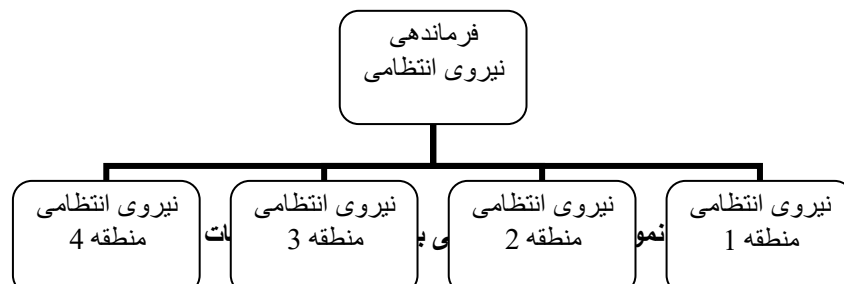 فرماندهی
نیروی انتظامی
نیروی انتظامی
منطقه 1
نیروی انتظامی
منطقه 2
نیروی انتظامی
منطقه 3
نیروی انتظامی
منطقه 4